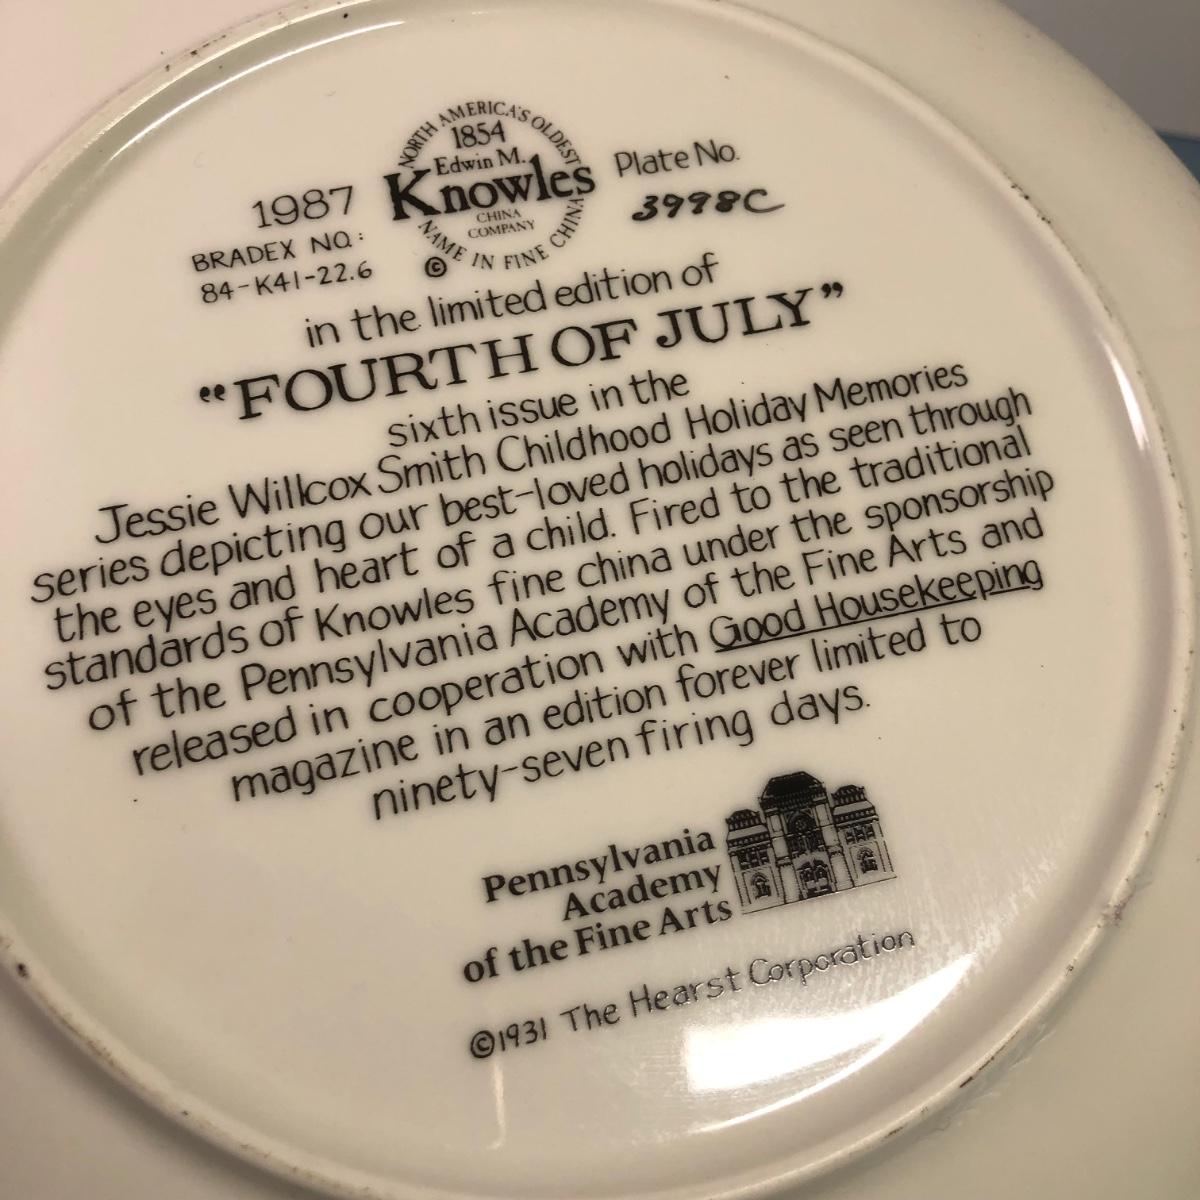 NORTH AMERICA'S OLDEST
1854
Edwin M.
Knowles
CHINA
COMPANY
NAME IN FINE CHINA
©
1987
BRADEX NO:
84-K41-22.6
Plate No.
3998C
in the limited edition of
"FOURTH OF JULY"
sixth issue in the
Jessie Willcox Smith Childhood Holiday Memories
series depicting our best-loved holidays as seen through
the eyes and heart of a child. Fired to the traditional
standards of Knowles fine china under the sponsorship
of the Pennsylvania Academy of the Fine Arts and
released in cooperation with Good Housekeeping
magazine in an edition forever limited to
ninety-seven firing days.
Pennsylvania
Academy
of the Fine Arts
©1931 The Hearst Corporation